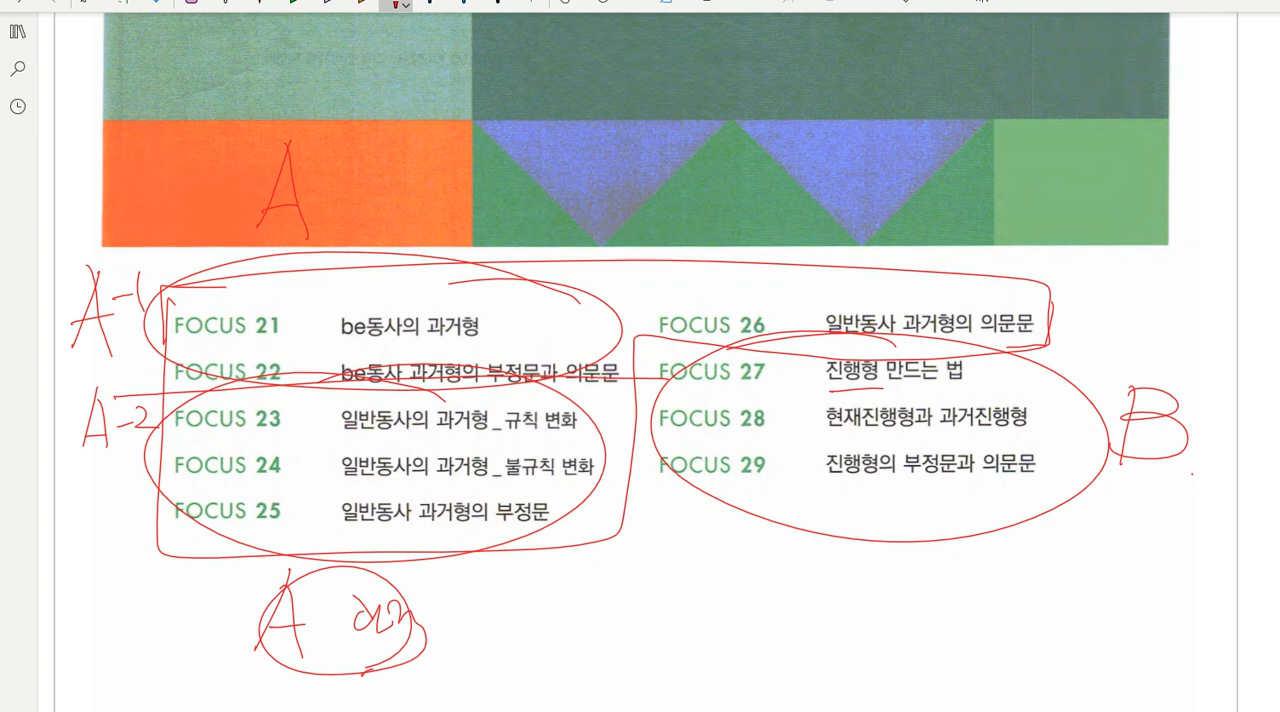 A
A-1
FOCUS 21 be동사의 과거형
FOCUS 22 be동사 과거형의 부정문과 의문문
A-2
FOCUS 23 일반동사의 과거형_규칙 변화
FOCUS 24 일반동사의 과거형_불규칙 변화
FOCUS 25 일반동사 과거형의 부정문
FOCUS 26 일반동사 과거형의 의문문
FOCUS 27 진행형 만드는 법
FOCUS 28 현재진행형과 과거진행형
FOCUS 29 진행형의 부정문과 의문문
B
A